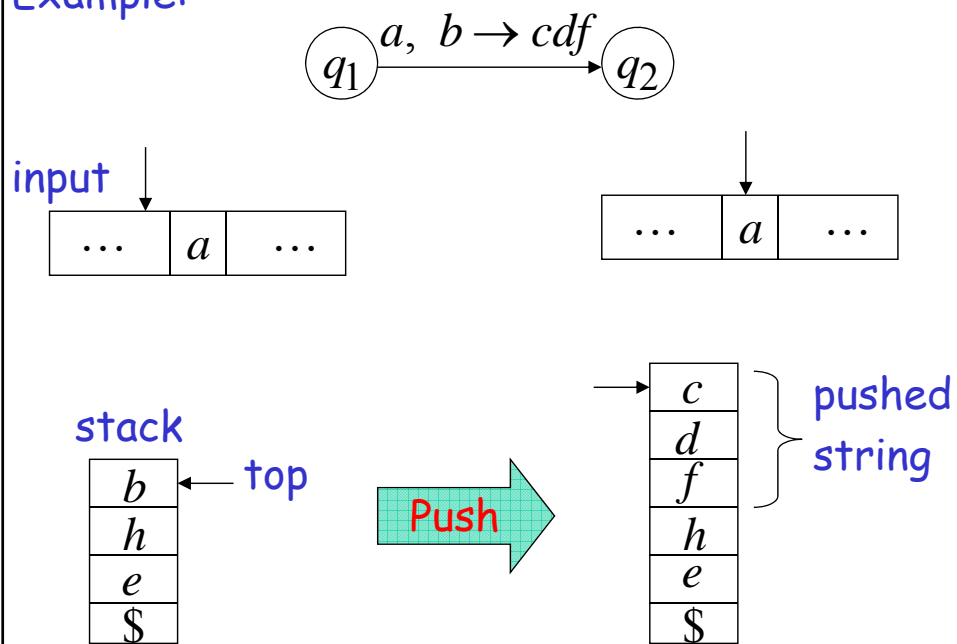 Example:
a, b → cdf
q1 q2
input
⋯ a ⋯
⋯ a ⋯
stack
b
h
e
$
top
Push
c
d
f
h
e
$
pushed
string